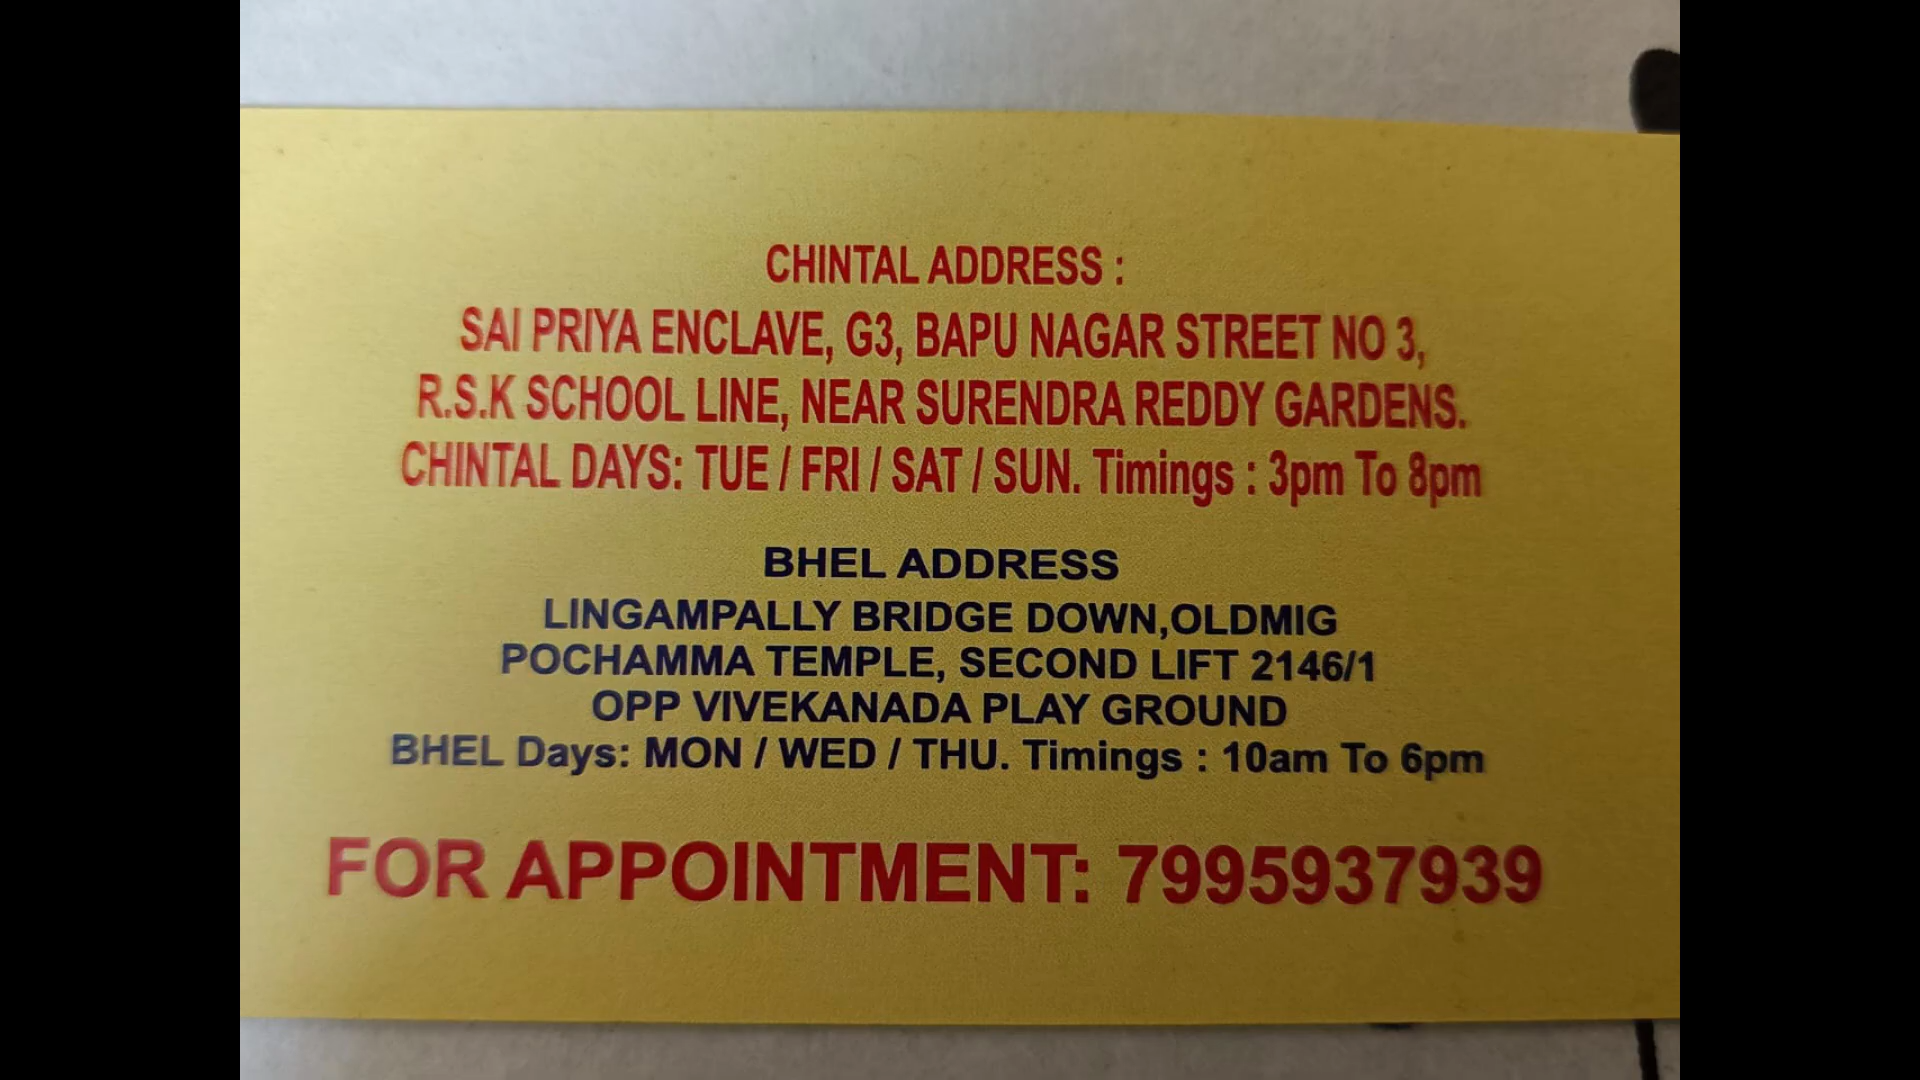 CHINTAL ADDRESS :
SAI PRIYA ENCLAVE, G3, BAPU NAGAR STREET NO 3,
R.S.K SCHOOL LINE, NEAR SURENDRA REDDY GARDENS.
CHINTAL DAYS: TUE / FRI / SAT / SUN. Timings : 3pm To 8pm
BHEL ADDRESS
LINGAMPALLY BRIDGE DOWN,OLDMIG
POCHAMMA TEMPLE, SECOND LIFT 2146/1
OPP VIVEKANADA PLAY GROUND
BHEL Days: MON / WED / THU. Timings : 10am To 6pm
FOR APPOINTMENT: 7995937939